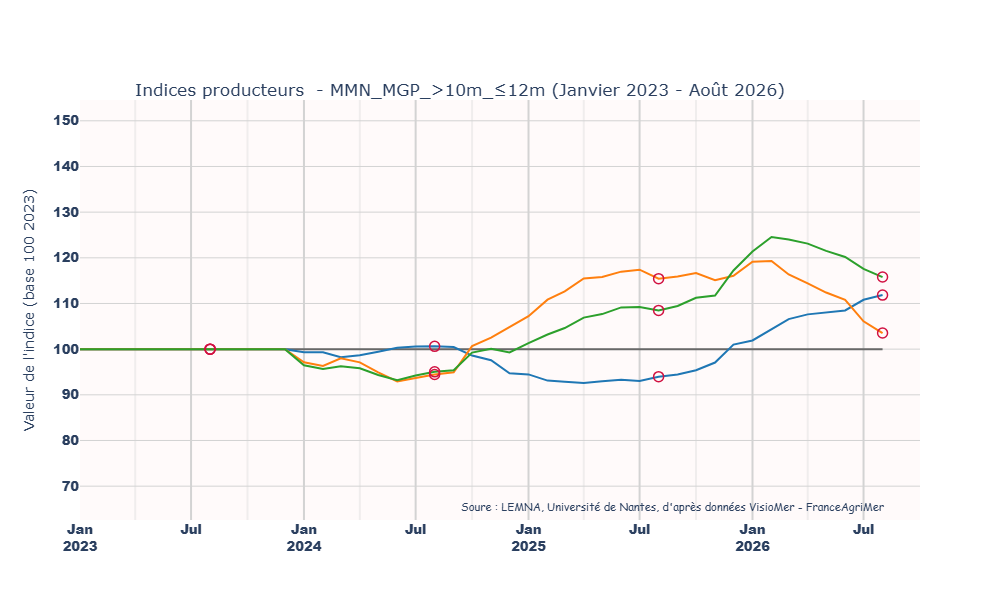 Indices producteurs  - MMN_MGP_>10m_≤12m (Janvier 2023 - Août 2026)
Valeur de l'indice (base 100 2023)
150
140
130
120
110
100
90
80
70
Soure : LEMNA, Université de Nantes, d'après données VisioMer - FranceAgriMer
Jan Jul Jan Jul Jan Jul Jan Jul
2023 2024 2025 2026